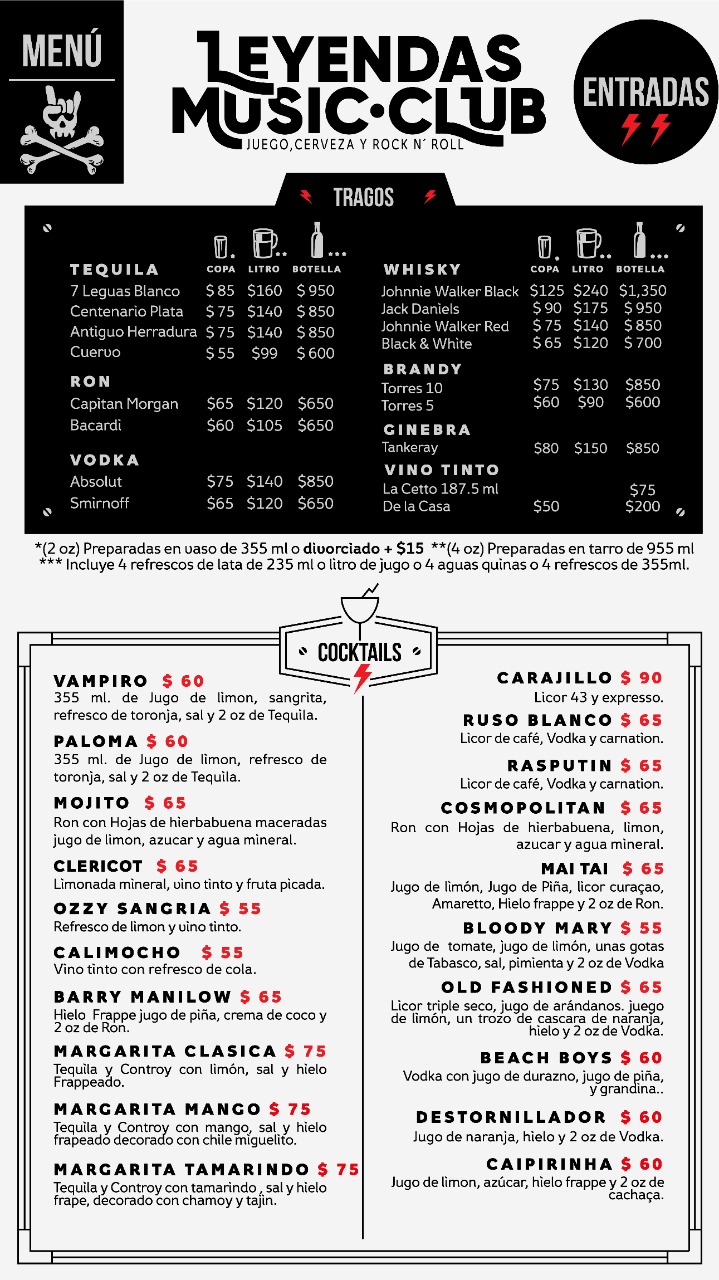 MENÚ
LEYENDAS
MUSIC•CLUB
JUEGO,CERVEZA Y ROCK N´ ROLL
ENTRADAS
TRAGOS
TEQUILA COPA LITRO BOTELLA
7 Leguas Blanco $85 $160 $950
Centenario Plata $75 $140 $850
Antiguo Herradura $75 $140 $850
Cuervo $55 $99 $600
RON
Capitan Morgan $65 $120 $650
Bacardi $60 $105 $650
VODKA
Absolut $75 $140 $850
Smirnoff $65 $120 $650
WHISKY COPA LITRO BOTELLA
Johnnie Walker Black $125 $240 $1,350
Jack Daniels $90 $175 $950
Johnnie Walker Red $75 $140 $850
Black & White $65 $120 $700
BRANDY
Torres 10 $75 $130 $850
Torres 5 $60 $90 $600
GINEBRA
Tankeray $80 $150 $850
VINO TINTO
La Cetto 187.5 ml $75
De la Casa $50 $200
*(2 oz) Preparadas en vaso de 355 ml o divorciado + $15 **(4 oz) Preparadas en tarro de 955 ml
*** Incluye 4 refrescos de lata de 235 ml o litro de jugo o 4 aguas quinas o 4 refrescos de 355ml.
COCKTAILS
VAMPIRO $ 60
355 ml. de Jugo de limon, sangrita,
refresco de toronja, sal y 2 oz de Tequila.
PALOMA $ 60
355 ml. de Jugo de limon, refresco de
toronja, sal y 2 oz de Tequila.
MOJITO $ 65
Ron con Hojas de hierbabuena maceradas
jugo de limon, azucar y agua mineral.
CLERICOT $ 65
Limonada mineral, vino tinto y fruta picada.
OZZY SANGRIA $ 55
Refresco de limon y vino tinto.
CALIMOCHO $ 55
Vino tinto con refresco de cola.
BARRY MANILOW $ 65
Hielo Frappe jugo de piña, crema de coco y
2 oz de Ron.
MARGARITA CLASICA $ 75
Tequila y Controy con limón, sal y hielo
Frappeado.
MARGARITA MANGO $ 75
Tequila y Controy con mango, sal y hielo
frapeado decorado con chile miguelito.
MARGARITA TAMARINDO $ 75
Tequila y Controy con tamarindo , sal y hielo
frape, decorado con chamoy y tajin.
CARAJILLO $ 90
Licor 43 y expresso.
RUSO BLANCO $ 65
Licor de café, Vodka y carnation.
RASPUTIN $ 65
Licor de café, Vodka y carnation.
COSMOPOLITAN $ 65
Ron con Hojas de hierbabuena, limon,
azucar y agua mineral.
MAI TAI $ 65
Jugo de limón, Jugo de Piña, licor curaçao,
Amaretto, Hielo frappe y 2 oz de Ron.
BLOODY MARY $ 55
Jugo de tomate, jugo de limón, unas gotas
de Tabasco, sal, pimienta y 2 oz de Vodka
OLD FASHIONED $ 65
Licor triple seco, jugo de arándanos. juego
de limón, un trozo de cascara de naranja,
hielo y 2 oz de Vodka.
BEACH BOYS $ 60
Vodka con jugo de durazno, jugo de piña,
y grandina..
DESTORNILLADOR $ 60
Jugo de naranja, hielo y 2 oz de Vodka.
CAIPIRINHA $ 60
Jugo de limon, azúcar, hielo frappe y 2 oz de
cachaça.